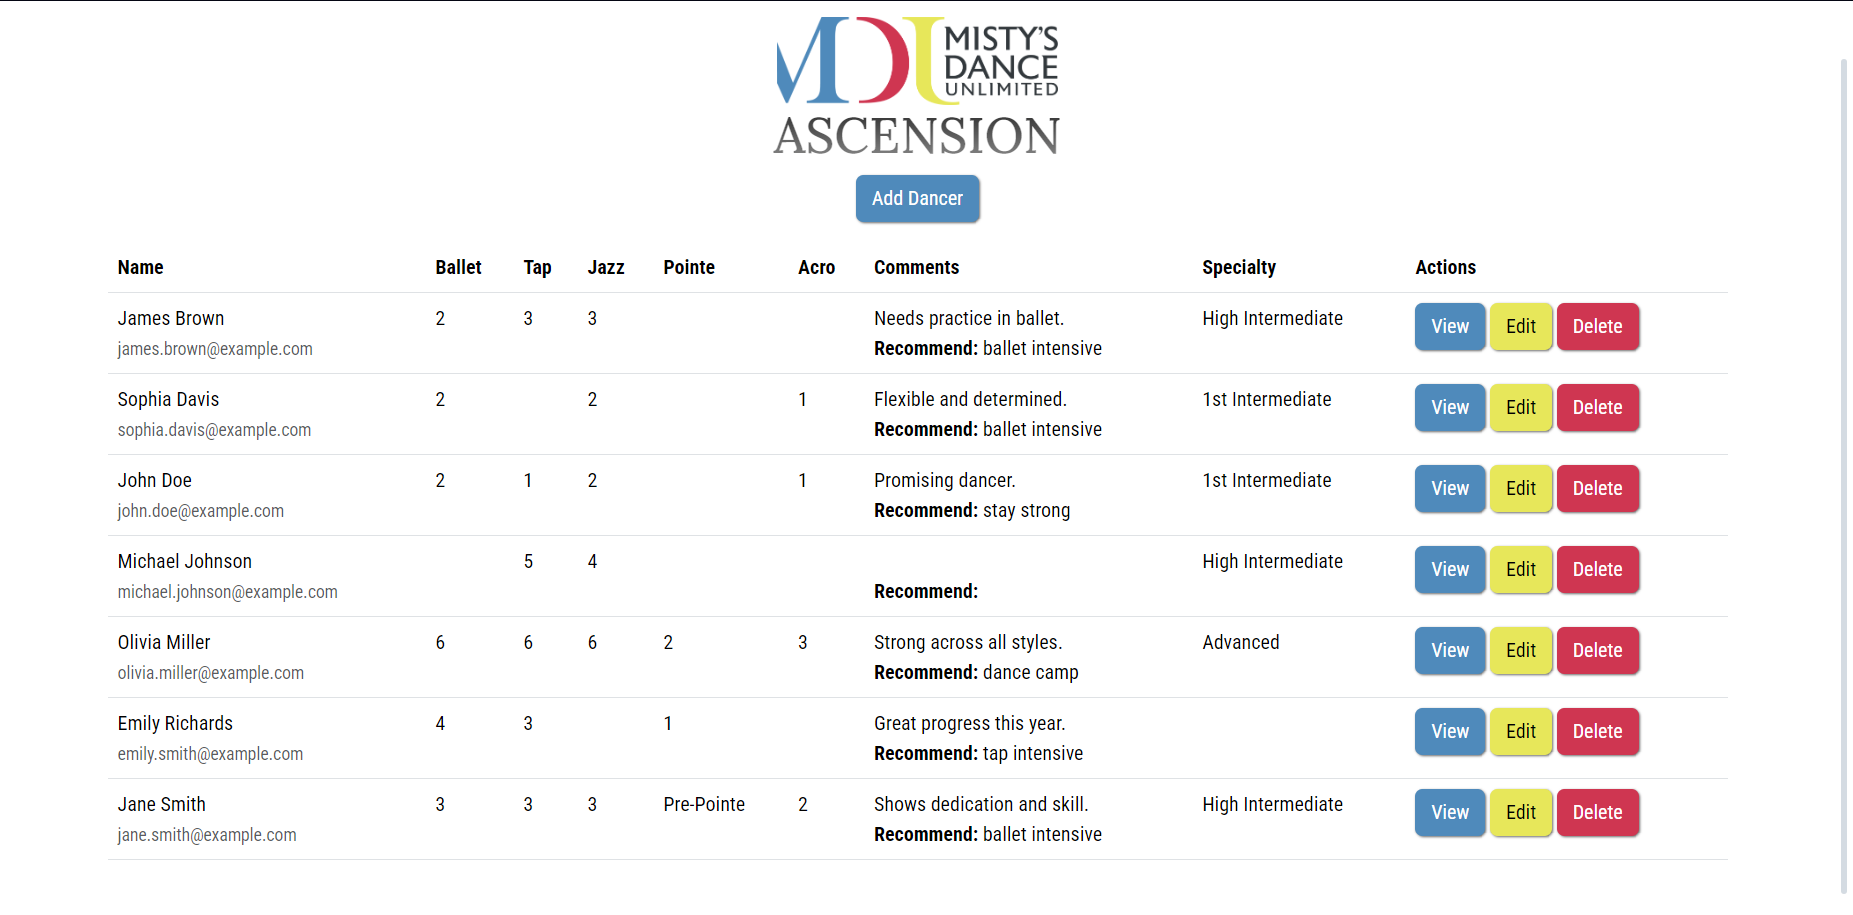 MDU MISTY'S
DANCE
UNLIMITED
ASCENSION
Add Dancer
Name Ballet Tap Jazz Pointe Acro Comments Specialty Actions
James Brown 2 3 3 Needs practice in ballet. High Intermediate View Edit Delete
james.brown@example.com Recommend: ballet intensive
Sophia Davis 2 2 1 Flexible and determined. 1st Intermediate View Edit Delete
sophia.davis@example.com Recommend: ballet intensive
John Doe 2 1 2 1 Promising dancer. 1st Intermediate View Edit Delete
john.doe@example.com Recommend: stay strong
Michael Johnson 5 4 High Intermediate View Edit Delete
michael.johnson@example.com Recommend:
Olivia Miller 6 6 6 2 3 Strong across all styles. Advanced View Edit Delete
olivia.miller@example.com Recommend: dance camp
Emily Richards 4 3 1 Great progress this year. View Edit Delete
emily.smith@example.com Recommend: tap intensive
Jane Smith 3 3 3 Pre-Pointe 2 Shows dedication and skill. High Intermediate View Edit Delete
jane.smith@example.com Recommend: ballet intensive